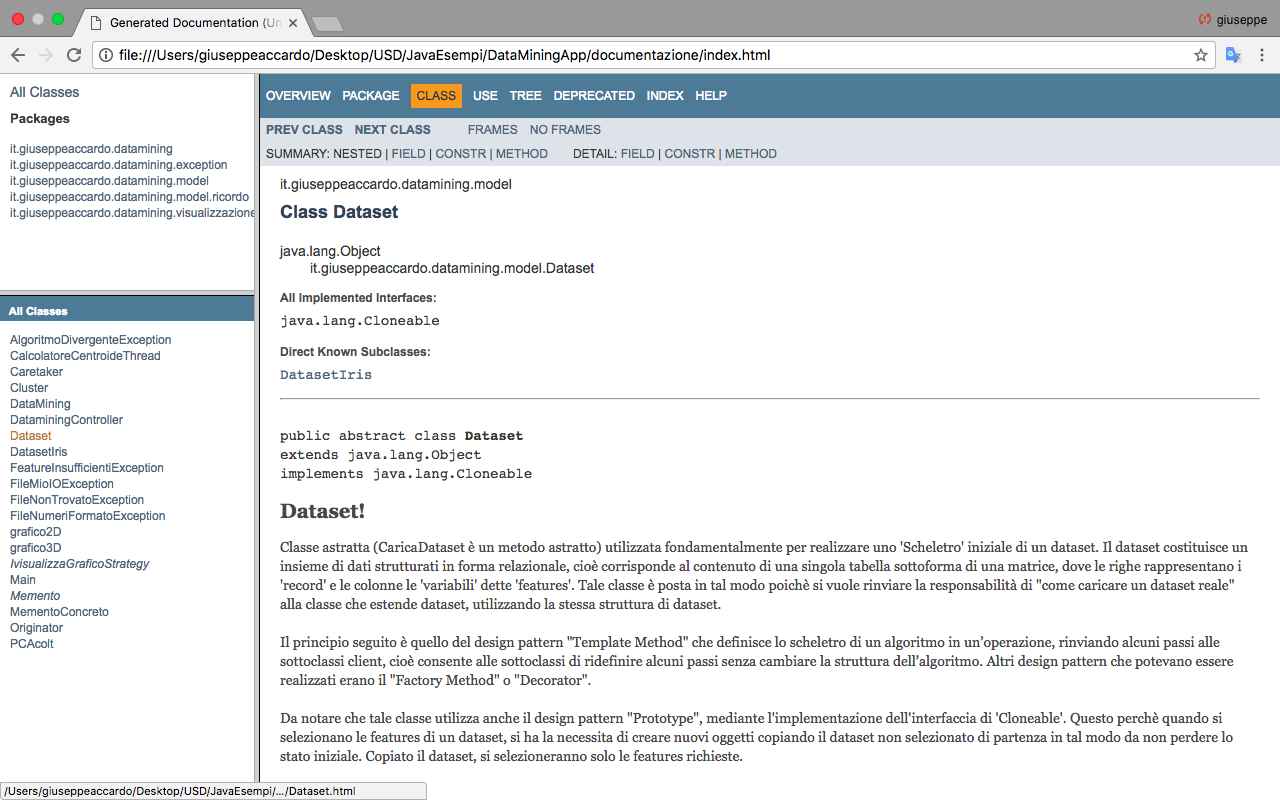 Generated Documentation (Un
giuseppe
file:///Users/giuseppeaccardo/Desktop/USD/JavaEsempi/DataMiningApp/documentazione/index.html
All Classes
Packages
it.giuseppeaccardo.datamining
it.giuseppeaccardo.datamining.exception
it.giuseppeaccardo.datamining.model
it.giuseppeaccardo.datamining.model.ricordo
it.giuseppeaccardo.datamining.visualizzazione
All Classes
AlgoritmoDivergenteException
CalcolatoreCentroideThread
Caretaker
Cluster
DataMining
DataminingController
Dataset
DatasetIris
FeatureInsufficientiException
FileMioIOException
FileNonTrovatoException
FileNumeriFormatoException
grafico2D
grafico3D
IvisualizzaGraficoStrategy
Main
Memento
MementoConcreto
Originator
PCAcolt
OVERVIEW PACKAGE CLASS USE TREE DEPRECATED INDEX HELP
PREV CLASS NEXT CLASS FRAMES NO FRAMES
SUMMARY: NESTED | FIELD | CONSTR | METHOD DETAIL: FIELD | CONSTR | METHOD
it.giuseppeaccardo.datamining.model
Class Dataset
java.lang.Object
it.giuseppeaccardo.datamining.model.Dataset
All Implemented Interfaces:
java.lang.Cloneable
Direct Known Subclasses:
DatasetIris
public abstract class Dataset
extends java.lang.Object
implements java.lang.Cloneable
Dataset!
Classe astratta (CaricaDataset è un metodo astratto) utilizzata fondamentalmente per realizzare uno 'Scheletro' iniziale di un dataset. Il dataset costituisce un
insieme di dati strutturati in forma relazionale, cioè corrisponde al contenuto di una singola tabella sottoforma di una matrice, dove le righe rappresentano i
'record' e le colonne le 'variabili' dette 'features'. Tale classe è posta in tal modo poichè si vuole rinviare la responsabilità di "come caricare un dataset reale"
alla classe che estende dataset, utilizzando la stessa struttura di dataset.
Il principio seguito è quello del design pattern "Template Method" che definisce lo scheletro di un algoritmo in un’operazione, rinviando alcuni passi alle
sottoclassi client, cioè consente alle sottoclassi di ridefinire alcuni passi senza cambiare la struttura dell’algoritmo. Altri design pattern che potevano essere
realizzati erano il "Factory Method" o "Decorator".
Da notare che tale classe utilizza anche il design pattern "Prototype", mediante l'implementazione dell'interfaccia di 'Cloneable'. Questo perchè quando si
selezionano le features di un dataset, si ha la necessita di creare nuovi oggetti copiando il dataset non selezionato di partenza in tal modo da non perdere lo
stato iniziale. Copiato il dataset, si selezioneranno solo le features richieste.
/Users/giuseppeaccardo/Desktop/USD/JavaEsempi/.../Dataset.html